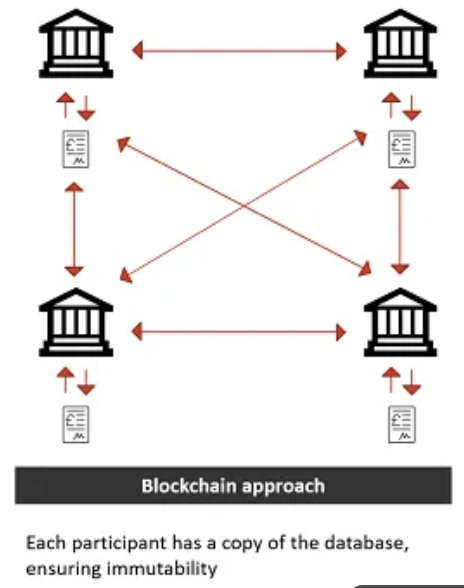 £
£
£
£
Blockchain approach
Each participant has a copy of the database,
ensuring immutability